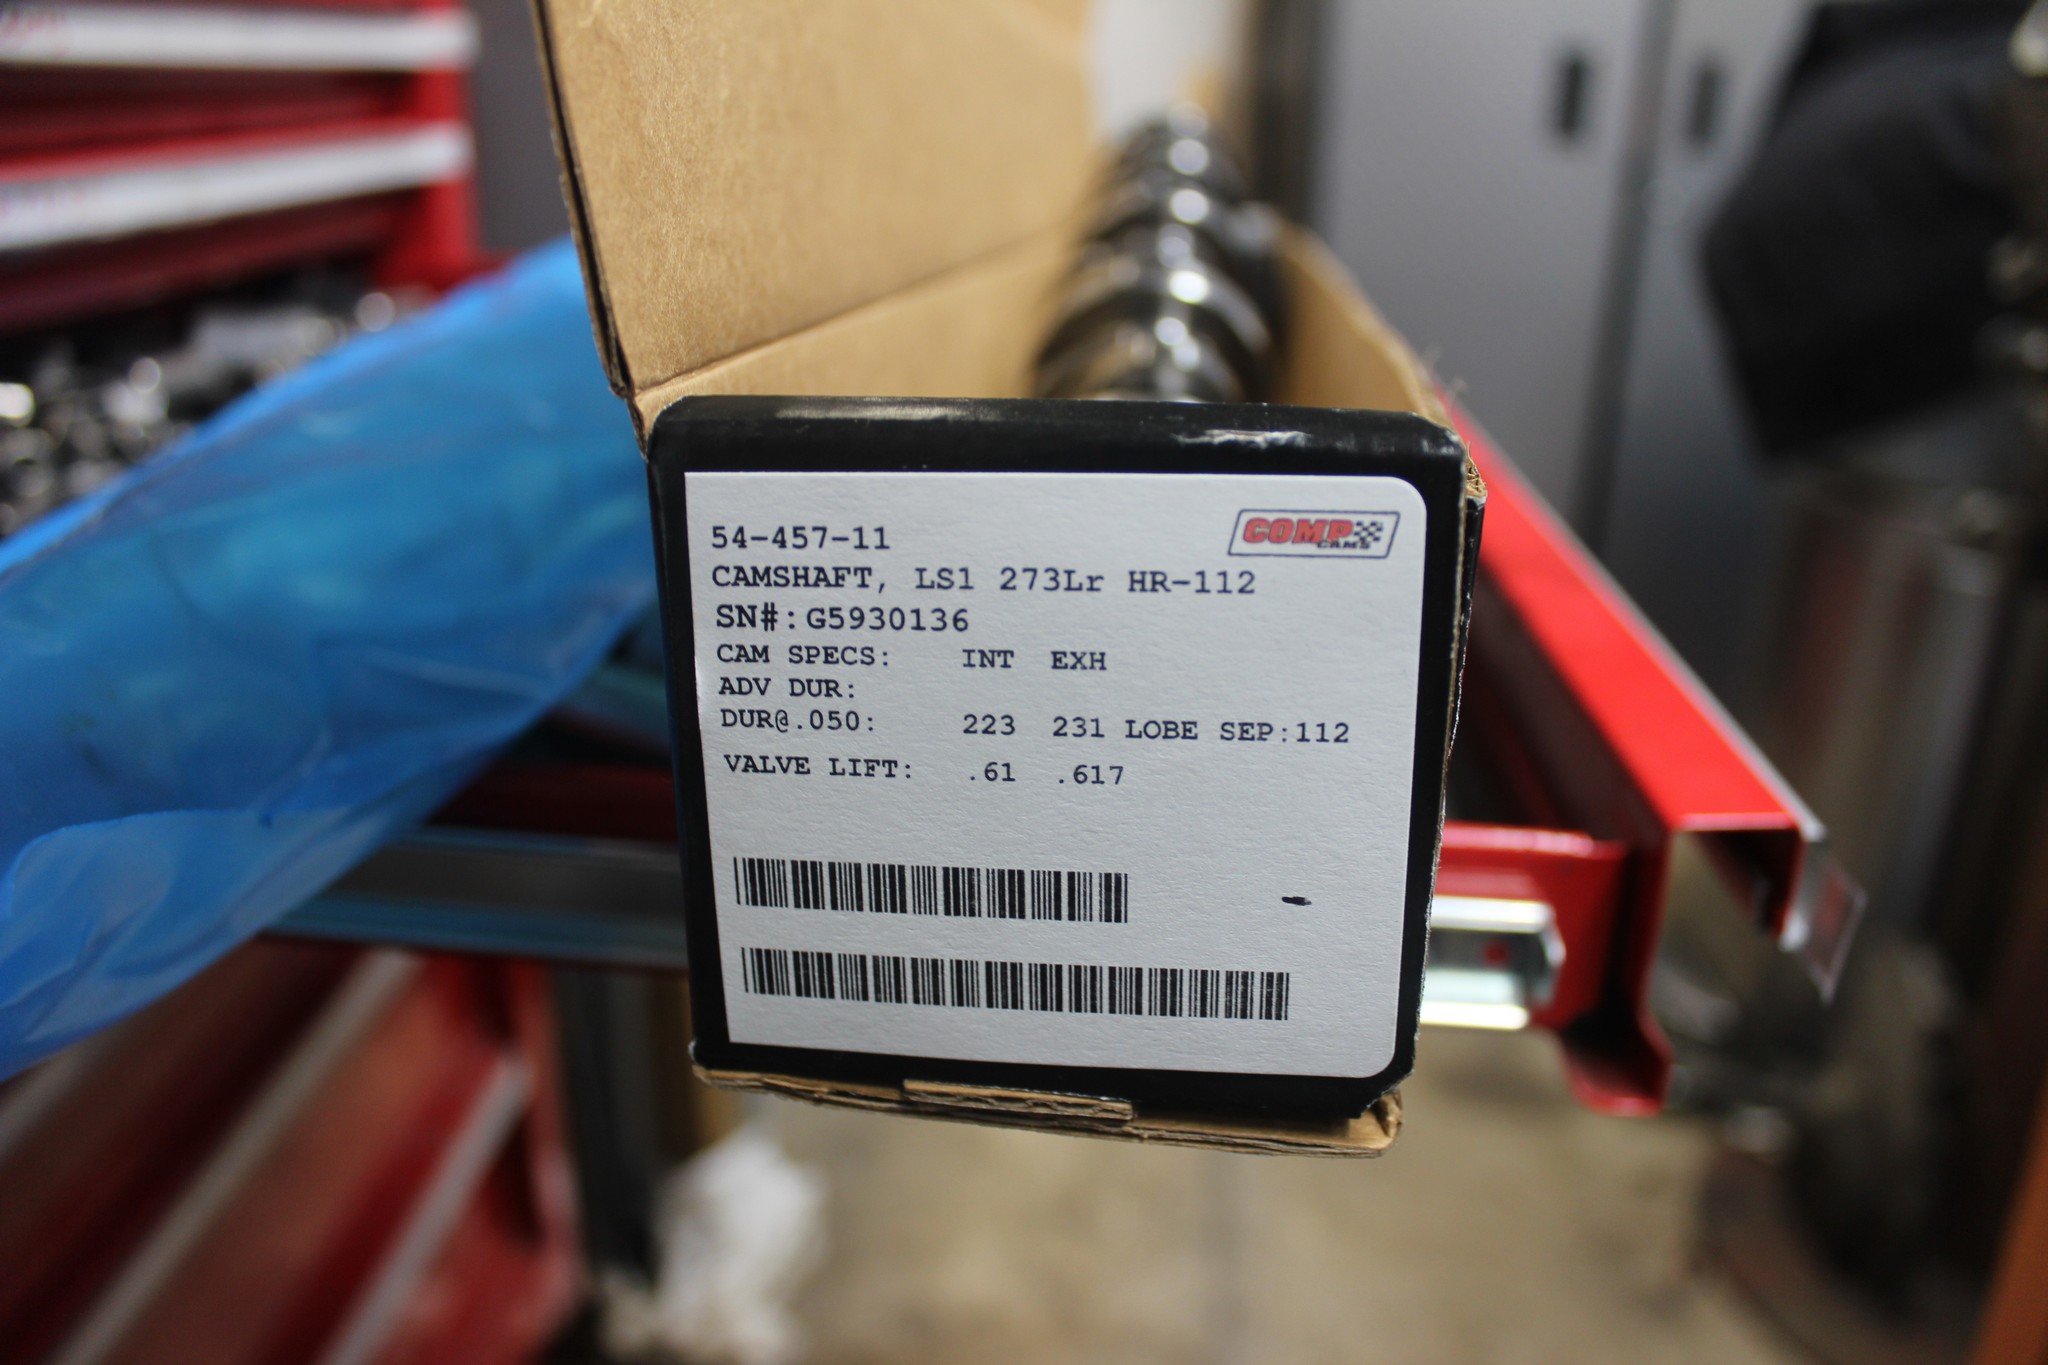 54-457-11
COMP
CAMS
CAMSHAFT, LS1 273Lr HR-112
SN#:G5930136
CAM SPECS: INT EXH
ADV DUR:
DUR@.050: 223 231 LOBE SEP:112
VALVE LIFT: .61 .617